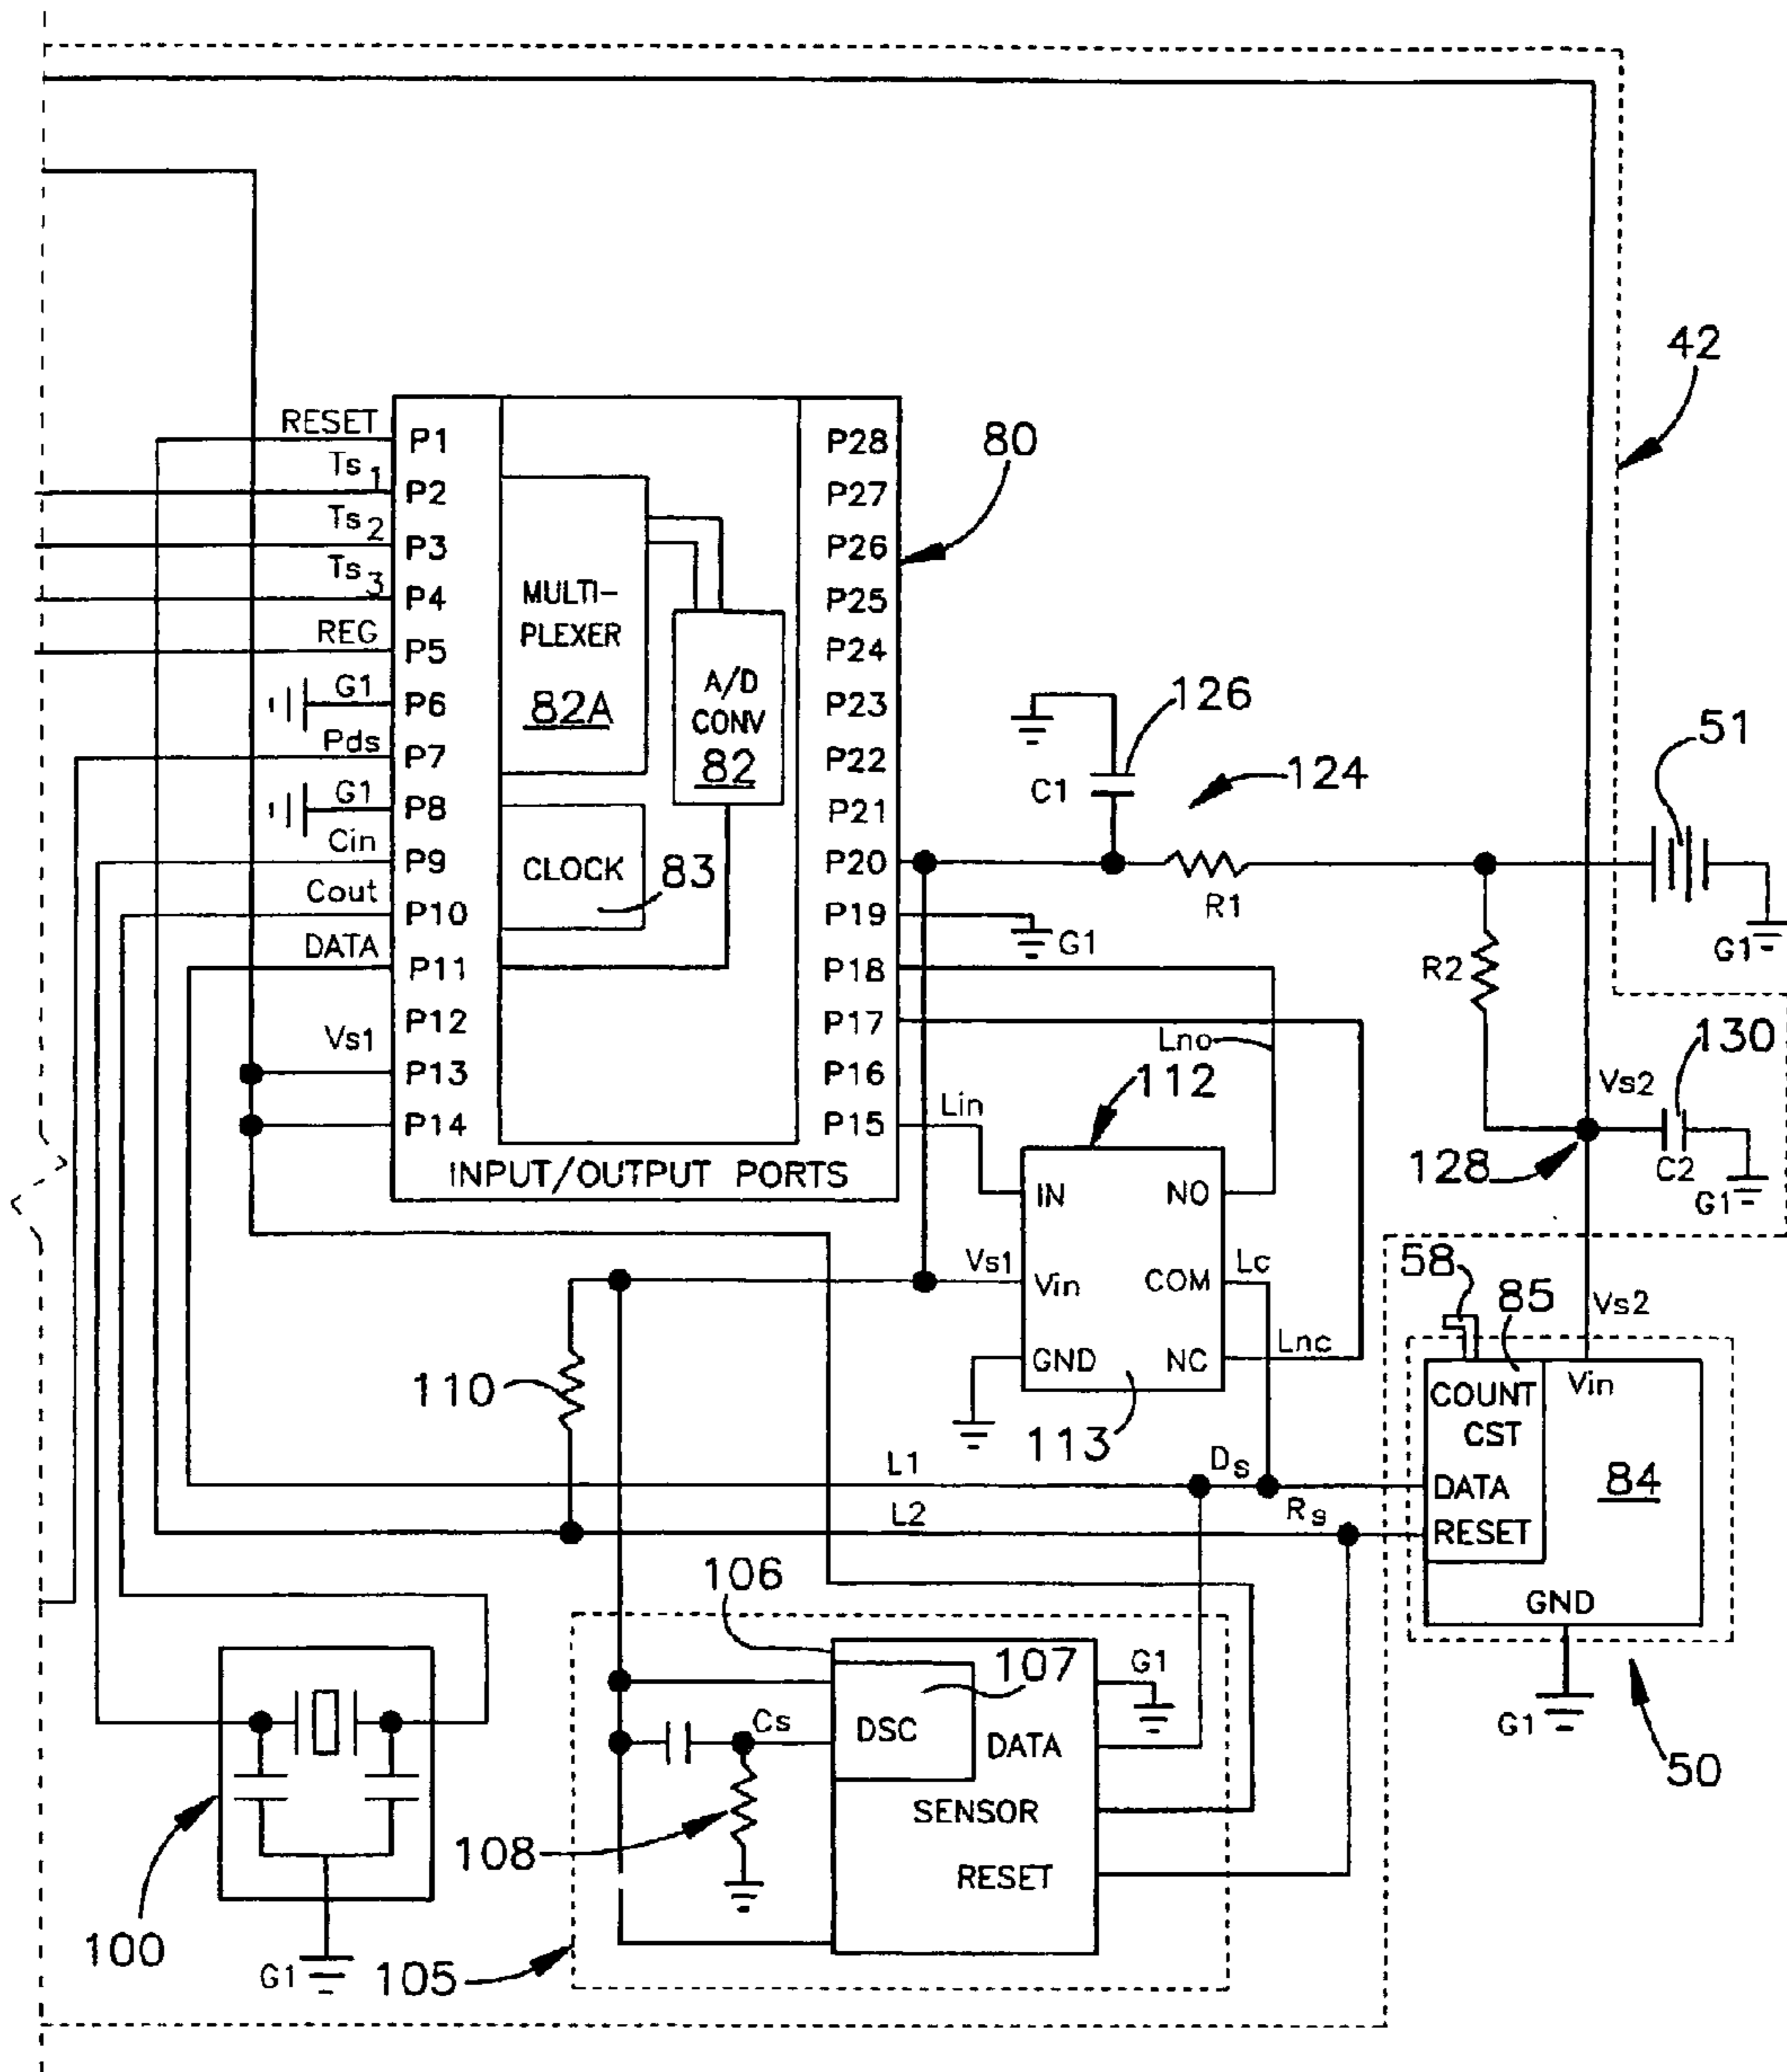 42
RESET P1 P28
80
Ts1 P2 P27
Ts2 P3 P26
Ts3 P4 P25
REG P5 P24
G1 P6 P23
Pds P7 P22
G1 P8 P21
Cin P9 P20
Cout P10 P19
DATA P11 P18
P12 P17
Vs1 P13 P16
P14 P15
MULTI-
PLEXER
82A
A/D
CONV
82
CLOCK 83
INPUT/OUTPUT PORTS
126
C1
124
R1
51
G1
G1
R2
Lno
112
Lin
Vs2
130
128
C2
G1
IN NO
Vs1 Vin COM Lc
GND NC Lnc
113
110
58
85
Vs2
COUNT
CST
Vin
DATA
RESET
84
GND
G1
50
L1 Ds
L2 Rs
106
107
G1
Cs
DSC
DATA
SENSOR
RESET
108
100
G1
105